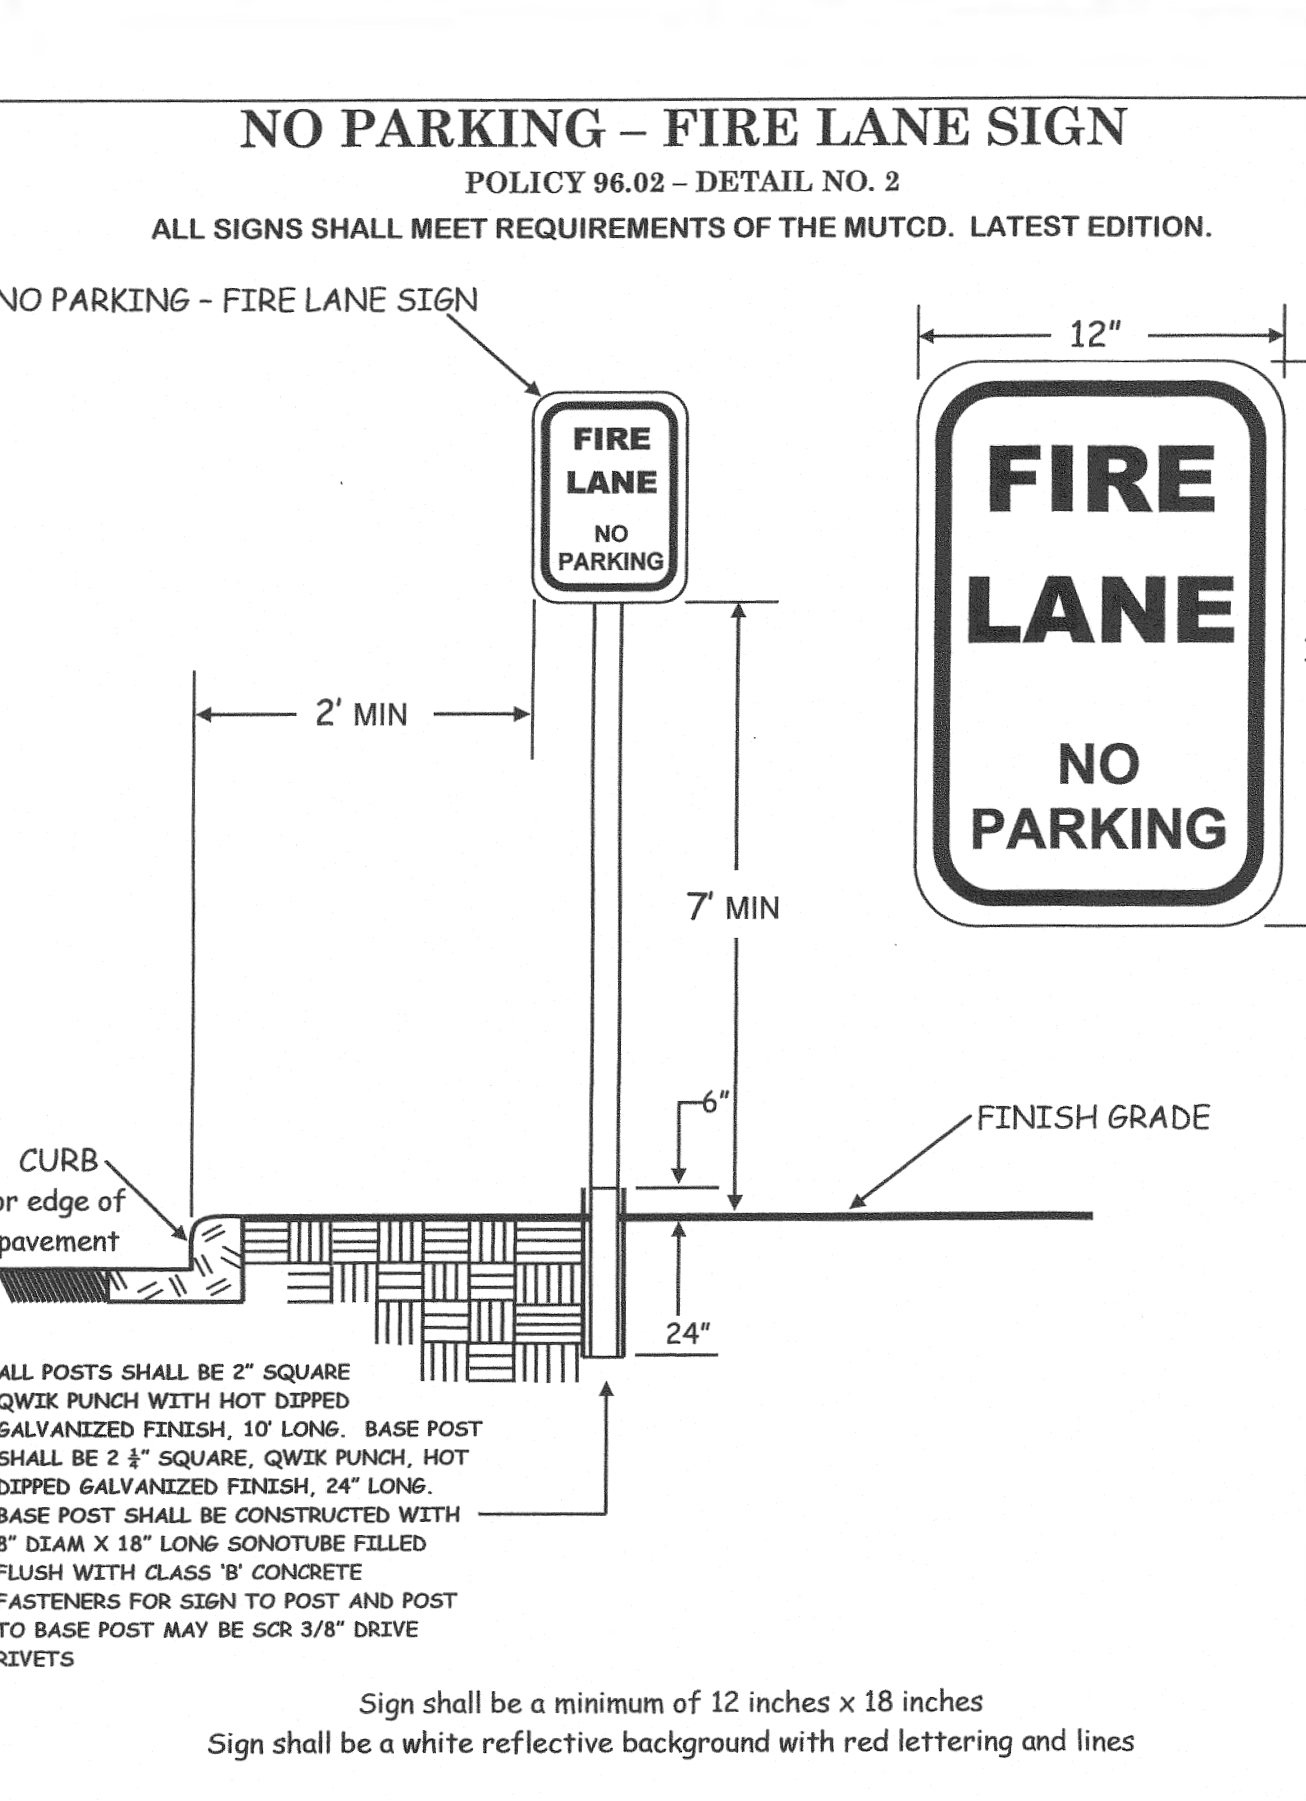 NO PARKING – FIRE LANE SIGN
POLICY 96.02 – DETAIL NO. 2
ALL SIGNS SHALL MEET REQUIREMENTS OF THE MUTCD. LATEST EDITION.
NO PARKING – FIRE LANE SIGN
12"
FIRE
LANE
NO
PARKING
FIRE
LANE
NO
PARKING
2' MIN
7' MIN
6"
FINISH GRADE
CURB
or edge of
pavement
24"
ALL POSTS SHALL BE 2" SQUARE
QWIK PUNCH WITH HOT DIPPED
GALVANIZED FINISH, 10' LONG. BASE POST
SHALL BE 2 ¼" SQUARE, QWIK PUNCH, HOT
DIPPED GALVANIZED FINISH, 24" LONG.
BASE POST SHALL BE CONSTRUCTED WITH
8" DIAM X 18" LONG SONOTUBE FILLED
FLUSH WITH CLASS 'B' CONCRETE
FASTENERS FOR SIGN TO POST AND POST
TO BASE POST MAY BE SCR 3/8" DRIVE
RIVETS
Sign shall be a minimum of 12 inches x 18 inches
Sign shall be a white reflective background with red lettering and lines